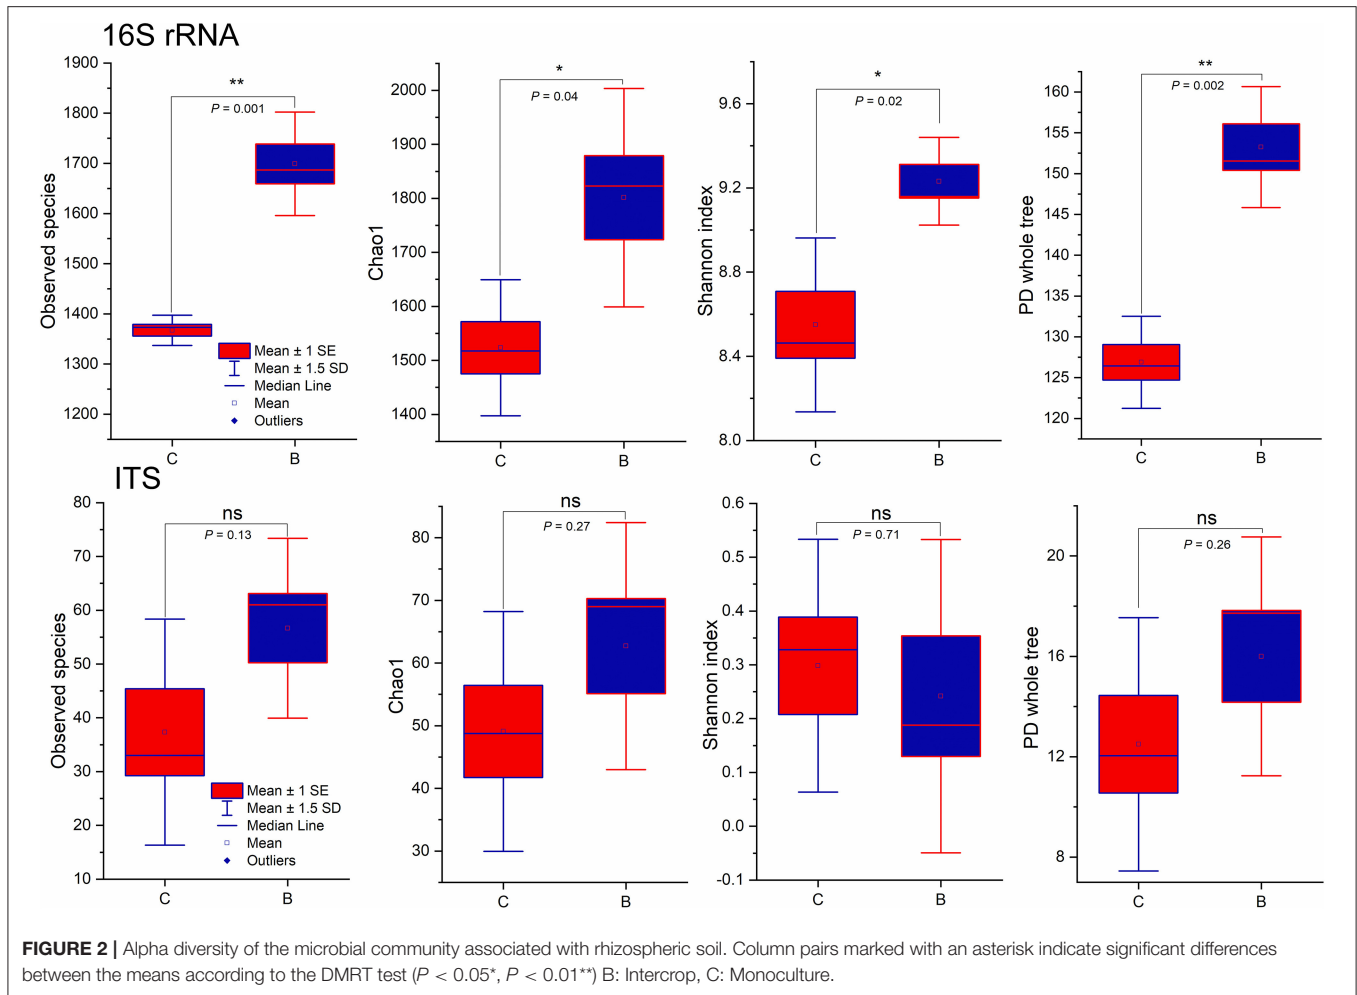 16S rRNA
1900
1800
1700
1600
1500
1400
1300
1200
Observed species
**
P = 0.001
Mean ± 1 SE
Mean ± 1.5 SD
Median Line
Mean
Outliers
C B
2000
1900
1800
1700
1600
1500
1400
Chao1
*
P = 0.04
C B
9.6
9.2
8.8
8.4
8.0
Shannon index
*
P = 0.02
C B
160
155
150
145
140
135
130
125
120
PD whole tree
**
P = 0.002
C B
ITS
80
70
60
50
40
30
20
10
Observed species
ns
P = 0.13
Mean ± 1 SE
Mean ± 1.5 SD
Median Line
Mean
Outliers
C B
80
70
60
50
40
30
Chao1
ns
P = 0.27
C B
0.6
0.5
0.4
0.3
0.2
0.1
0.0
-0.1
Shannon index
ns
P = 0.71
C B
20
16
12
8
PD whole tree
ns
P = 0.26
C B
FIGURE 2 | Alpha diversity of the microbial community associated with rhizospheric soil. Column pairs marked with an asterisk indicate significant differences
between the means according to the DMRT test (P < 0.05*, P < 0.01**) B: Intercrop, C: Monoculture.